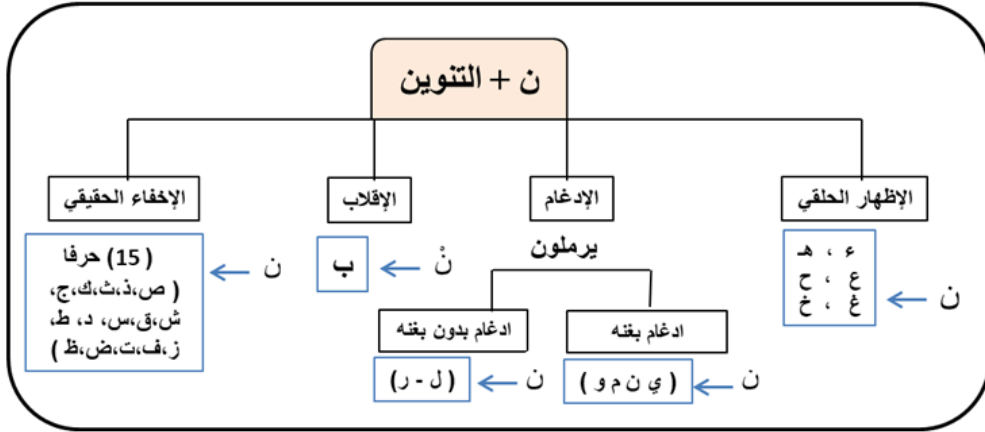 ن + التنوين
الإظهار الحلقي
الإدغام
الإقلاب
الإخفاء الحقيقي
ء ، هـ
ع ، ح
غ ، خ
ن
يرملون
ادغام بغنه
( ي ن م و )
ن
ادغام بدون بغنه
( ل - ر )
ن
ب
نْ
( 15) حرفا
( ص،ذ،ث،ك،ج،
ش،ق،س، د، ط،
ز،ف،ت،ض،ظ )
ن